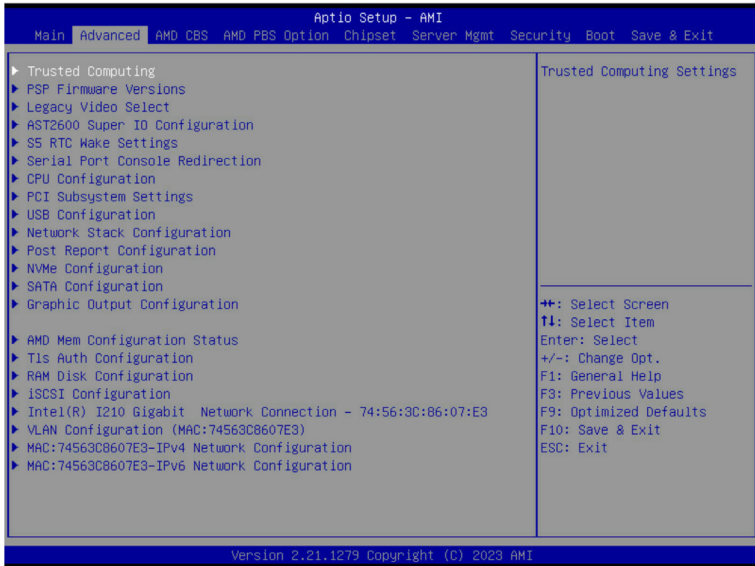 Aptio Setup – AMI
Main Advanced AMD CBS AMD PBS Option Chipset Server Mgmt Security Boot Save & Exit
Trusted Computing
PSP Firmware Versions
Legacy Video Select
AST2600 Super IO Configuration
S5 RTC Wake Settings
Serial Port Console Redirection
CPU Configuration
PCI Subsystem Settings
USB Configuration
Network Stack Configuration
Post Report Configuration
NVMe Configuration
SATA Configuration
Graphic Output Configuration
AMD Mem Configuration Status
Tls Auth Configuration
RAM Disk Configuration
iSCSI Configuration
Intel(R) I210 Gigabit  Network Connection – 74:56:3C:86:07:E3
VLAN Configuration (MAC:74563C8607E3)
MAC:74563C8607E3-IPv4 Network Configuration
MAC:74563C8607E3-IPv6 Network Configuration
Trusted Computing Settings
→←: Select Screen
↑↓: Select Item
Enter: Select
+/-: Change Opt.
F1: General Help
F3: Previous Values
F9: Optimized Defaults
F10: Save & Exit
ESC: Exit
Version 2.21.1279 Copyright (C) 2023 AMI